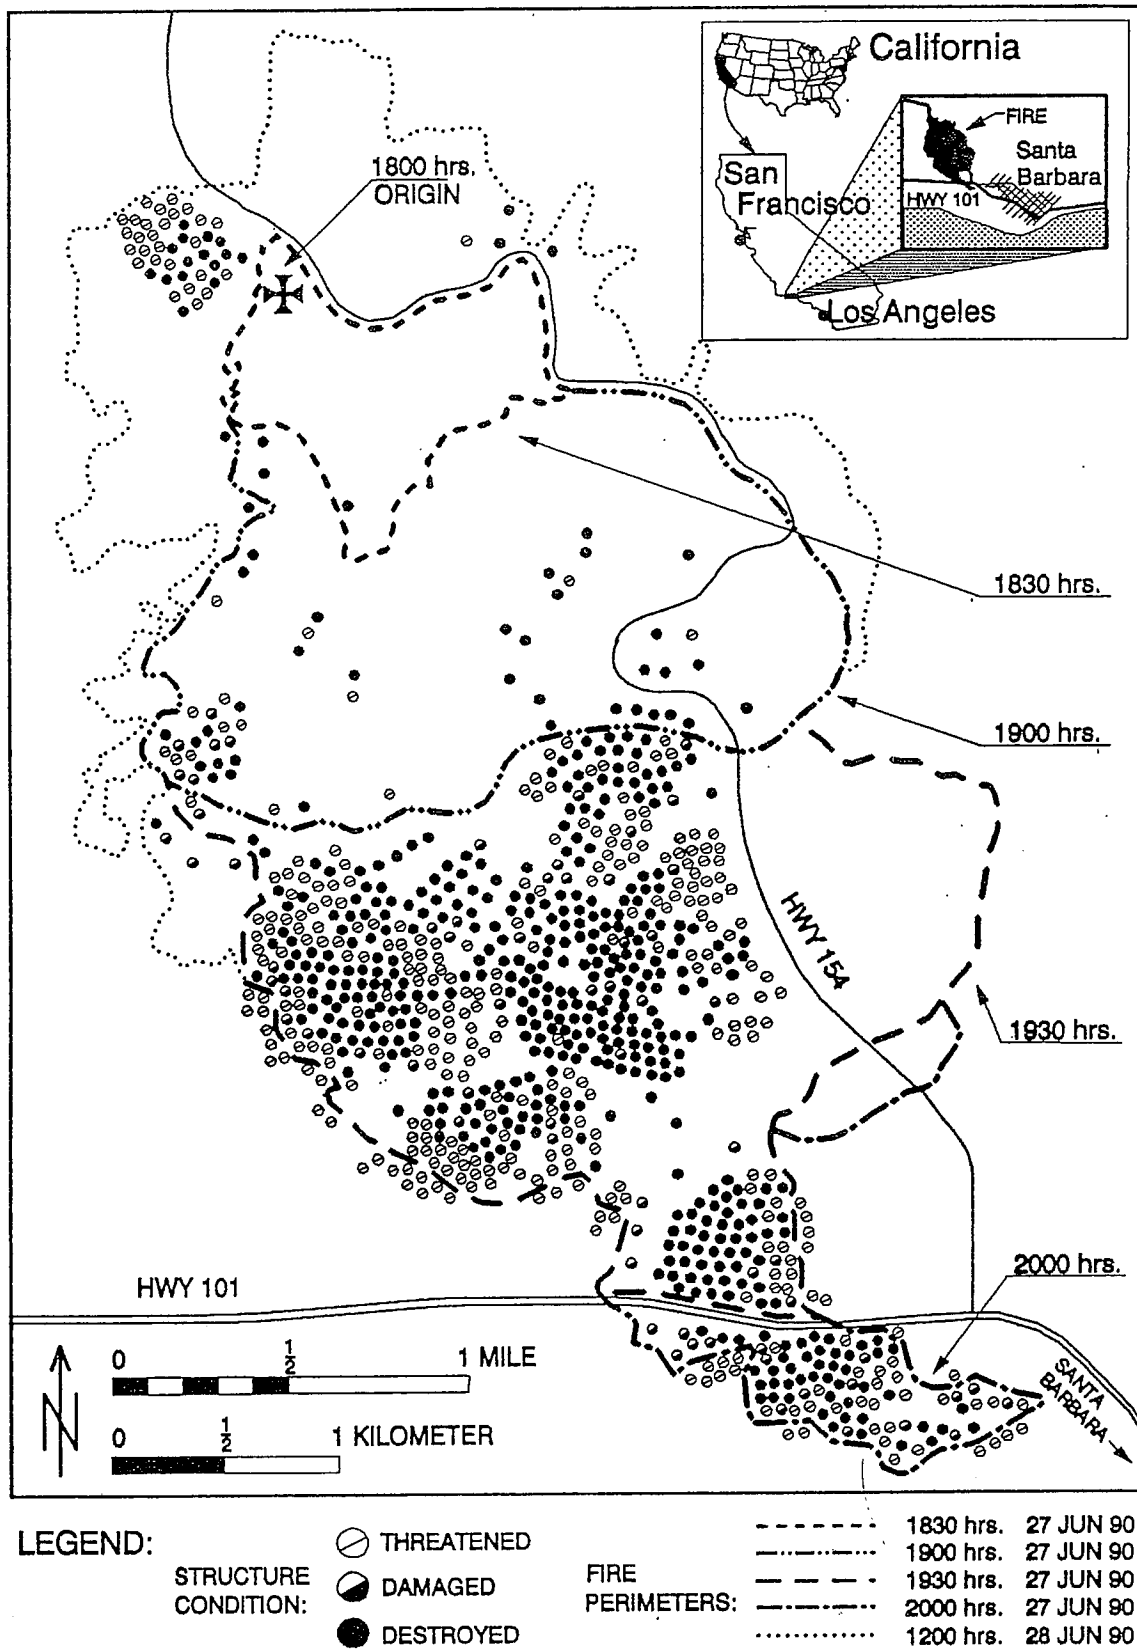 California
FIRE
Santa
Barbara
HWY 101
San
Francisco
Los Angeles
1800 hrs.
ORIGIN
1830 hrs.
1900 hrs.
HWY 154
1930 hrs.
2000 hrs.
HWY 101
SANTA
BARBARA
0 1/2 1 MILE
N
0 1/2 1 KILOMETER
LEGEND:
STRUCTURE
CONDITION:
THREATENED
DAMAGED
DESTROYED
FIRE
PERIMETERS:
1830 hrs. 27 JUN 90
1900 hrs. 27 JUN 90
1930 hrs. 27 JUN 90
2000 hrs. 27 JUN 90
1200 hrs. 28 JUN 90